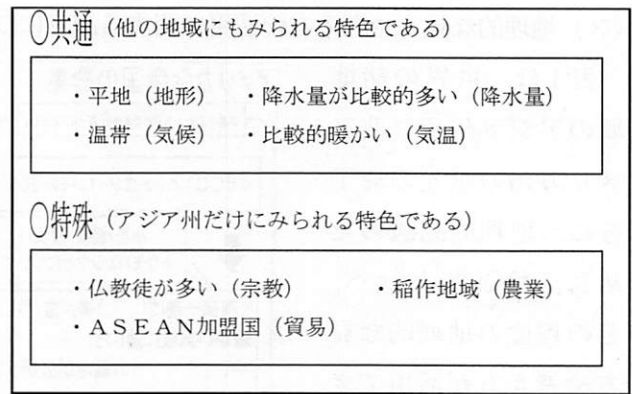 ○共通（他の地域にもみられる特色である）
・平地（地形）　・降水量が比較的多い（降水量）
・温帯（気候）　・比較的暖かい（気温）
○特殊（アジア州だけにみられる特色である）
・仏教徒が多い（宗教）　・稲作地域（農業）
・ＡＳＥＡＮ加盟国（貿易）